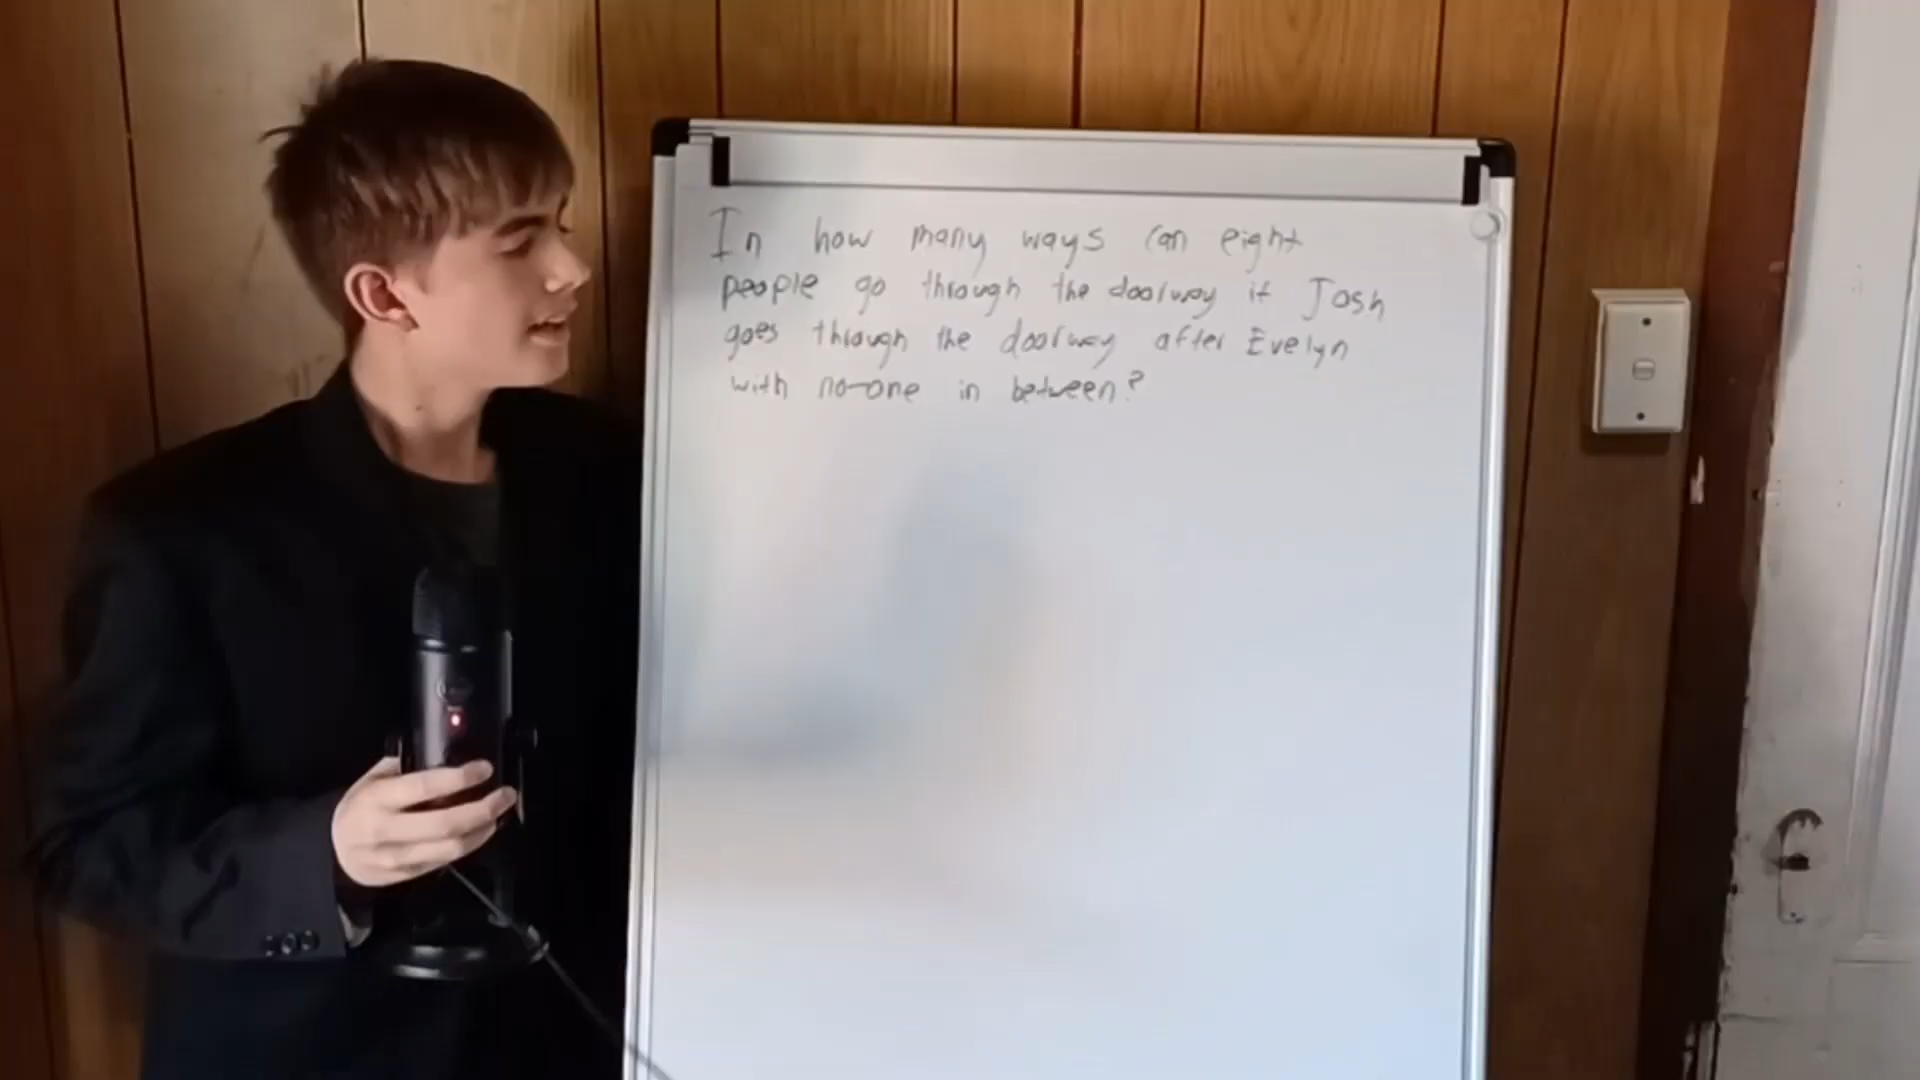 In how many ways can eight
people go through the doorway if Josh
goes through the doorway after Evelyn
with no-one in between?